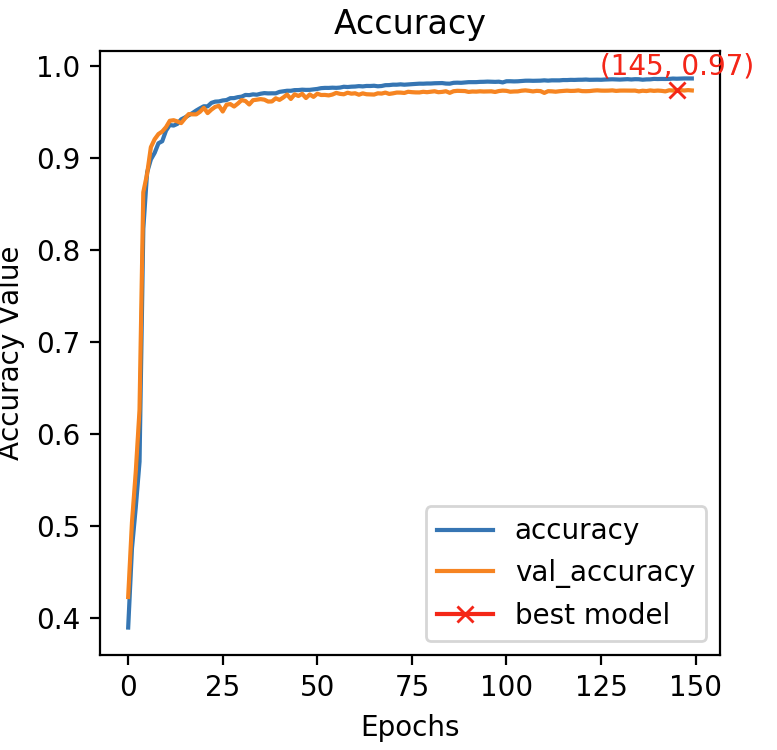 Accuracy
(145, 0.97)
1.0
0.9
0.8
0.7
0.6
0.5
0.4
Accuracy Value
accuracy
val_accuracy
best model
0 25 50 75 100 125 150
Epochs